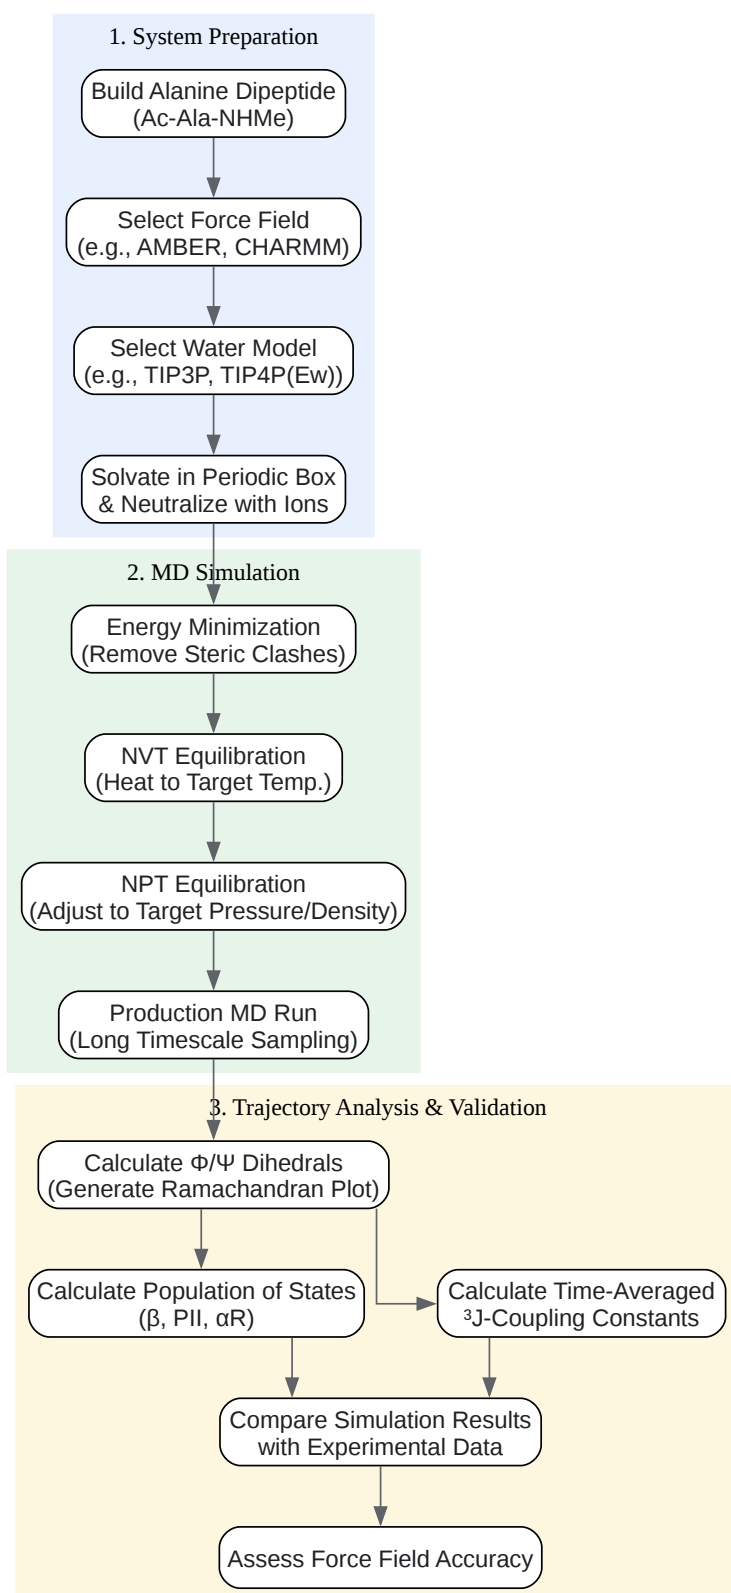 1. System Preparation
Build Alanine Dipeptide
(Ac-Ala-NHMe)
Select Force Field
(e.g., AMBER, CHARMM)
Select Water Model
(e.g., TIP3P, TIP4P(Ew))
Solvate in Periodic Box
& Neutralize with Ions
2. MD Simulation
Energy Minimization
(Remove Steric Clashes)
NVT Equilibration
(Heat to Target Temp.)
NPT Equilibration
(Adjust to Target Pressure/Density)
Production MD Run
(Long Timescale Sampling)
3. Trajectory Analysis & Validation
Calculate Φ/Ψ Dihedrals
(Generate Ramachandran Plot)
Calculate Population of States
(β, PII, αR)
Calculate Time-Averaged
³J-Coupling Constants
Compare Simulation Results
with Experimental Data
Assess Force Field Accuracy